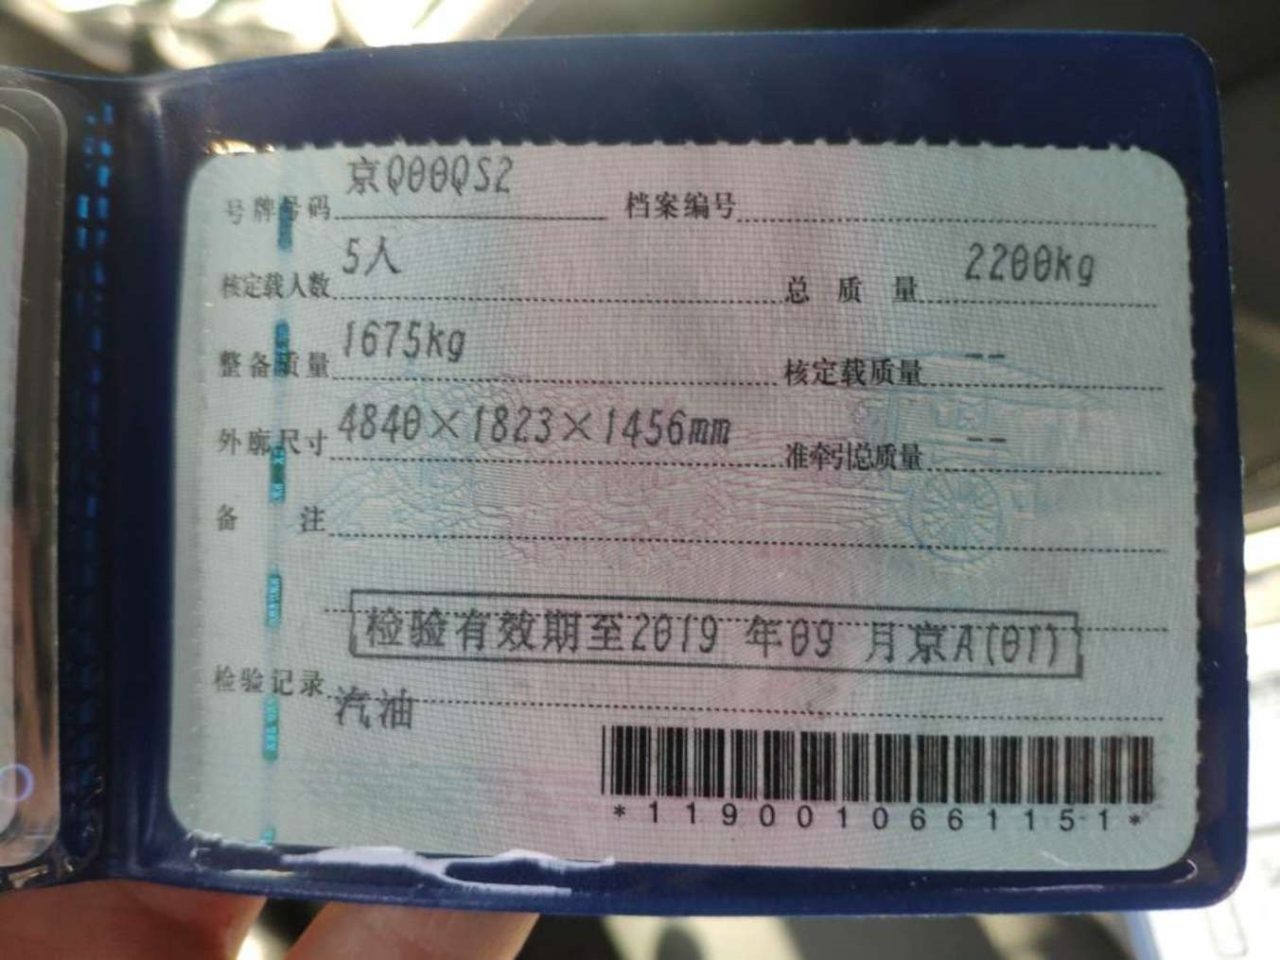 号牌号码 京Q00QS2 档案编号
核定载人数 5人 总质量 2200kg
整备质量 1675kg 核定载质量 --
外廓尺寸 4840×1823×1456mm 准牵引总质量 --
备注
检验有效期至2019 年09 月京A(01)
检验记录
汽油
*1190010661151*